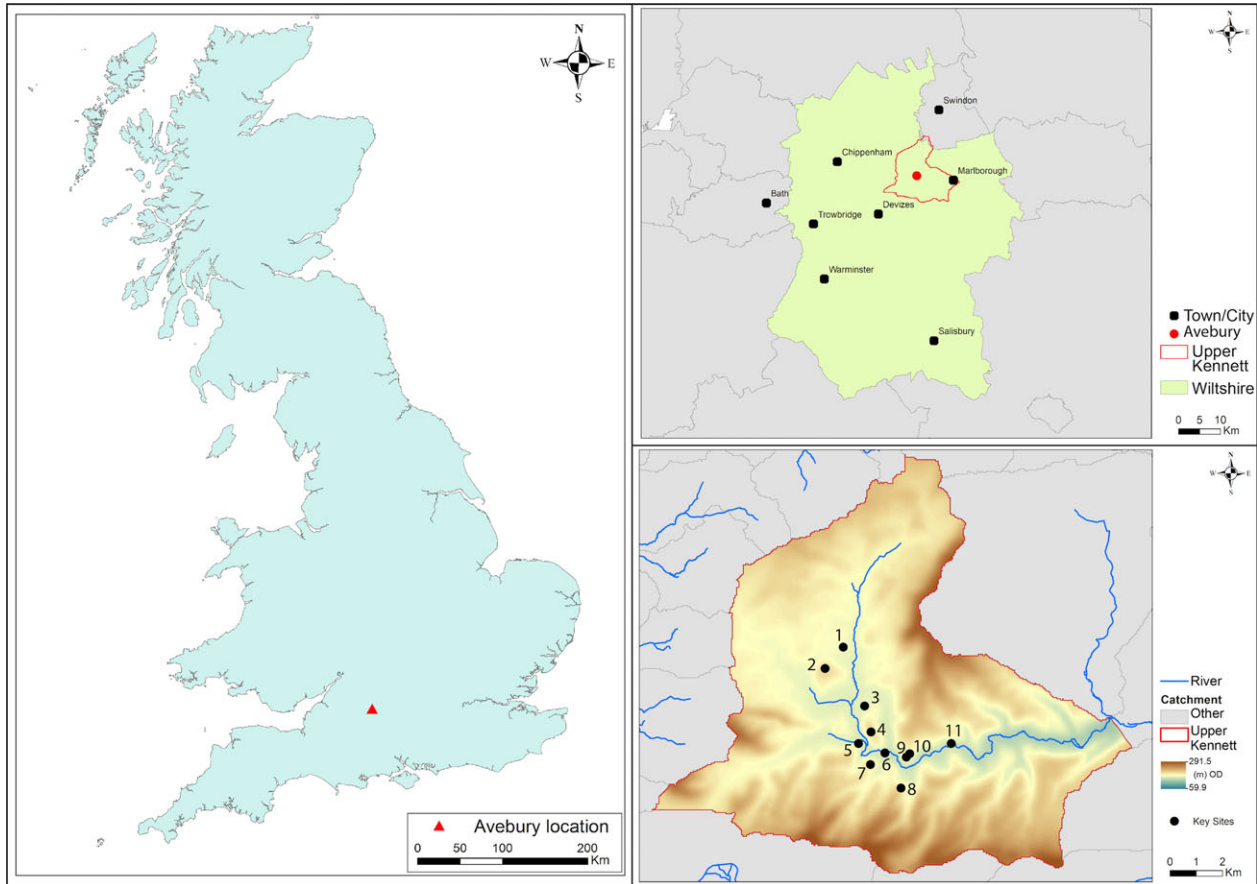 N
W E
S
Avebury location
0 50 100 200
Km
N
W E
S
Swindon
Chippenham
Marlborough
Bath
Devizes
Trowbridge
Warminster
Salisbury
Town/City
Avebury
Upper
Kennett
Wiltshire
0 5 10
Km
N
W E
S
1
2
3
4
5
6
7
8
9
10
11
River
Catchment
Other
Upper
Kennett
291.5
(m) OD
59.9
Key Sites
0 1 2
Km